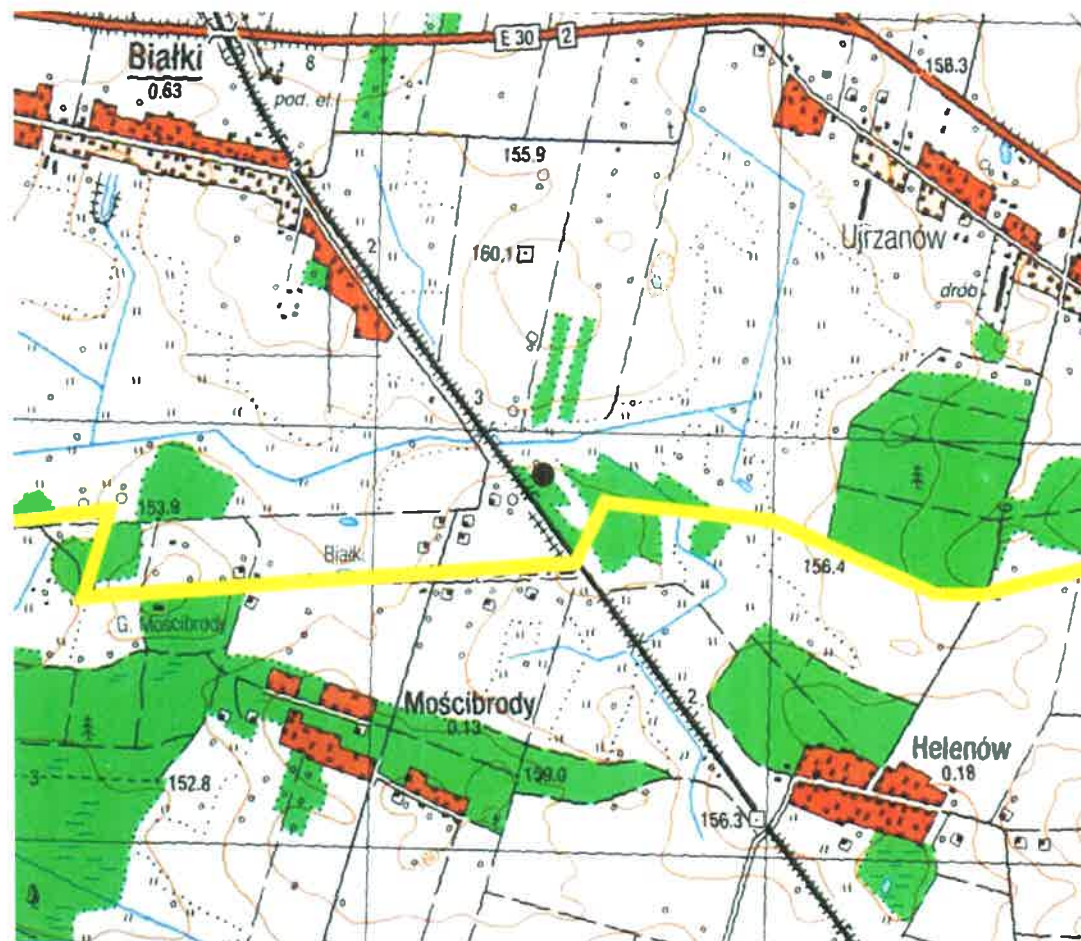 E 30 2
Białki
0.63
8
158.3
pod. el.
t
155.9
Ujrzanów
2
160,1
drób
3
153.9
Białk.
156.4
G. Mościbrody
2
Mościbrody
0.13
Helenów
0.18
3
152.8
159.0
156.3